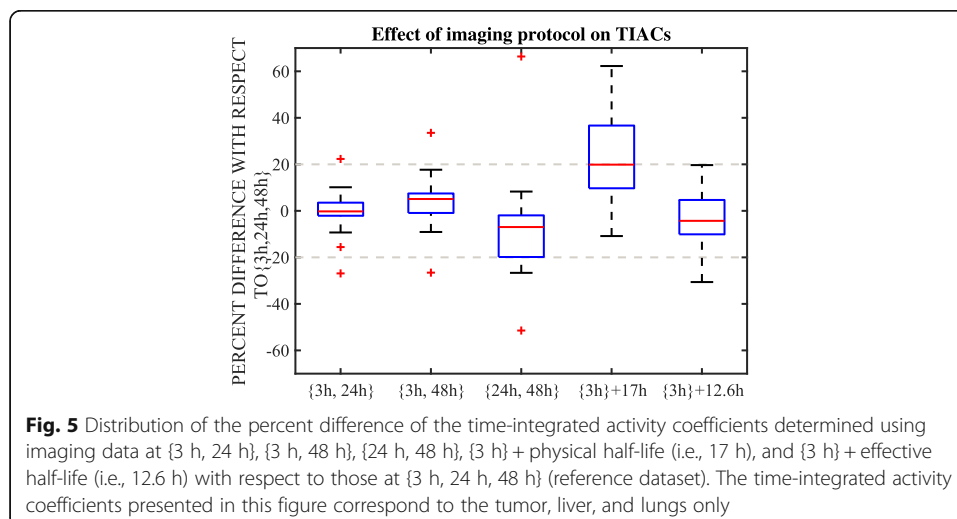 Effect of imaging protocol on TIACs
PERCENT DIFFERENCE WITH RESPECT
TO{3h,24h,48h}
60
40
20
0
-20
-40
-60
{3h, 24h}
{3h, 48h}
{24h, 48h}
{3h}+17h
{3h}+12.6h
Fig. 5 Distribution of the percent difference of the time-integrated activity coefficients determined using
imaging data at {3 h, 24 h}, {3 h, 48 h}, {24 h, 48 h}, {3 h} + physical half-life (i.e., 17 h), and {3 h} + effective
half-life (i.e., 12.6 h) with respect to those at {3 h, 24 h, 48 h} (reference dataset). The time-integrated activity
coefficients presented in this figure correspond to the tumor, liver, and lungs only